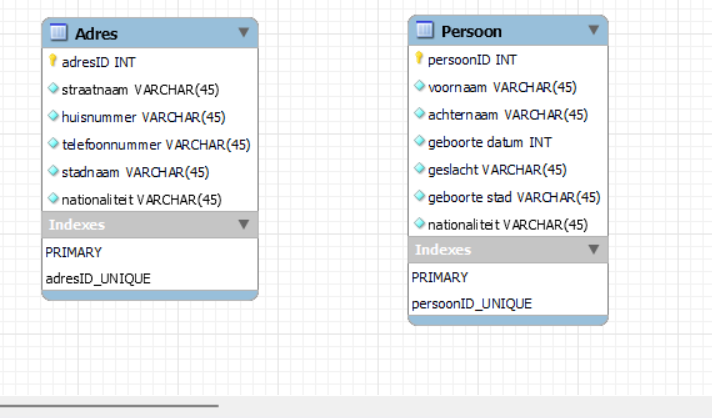 Adres
adresID INT
straatnaam VARCHAR(45)
huisnummer VARCHAR(45)
telefoonnummer VARCHAR(45)
stadnaam VARCHAR(45)
nationaliteit VARCHAR(45)
Indexes
PRIMARY
adresID_UNIQUE
Persoon
persoonID INT
voornaam VARCHAR(45)
achternaam VARCHAR(45)
geboorte datum INT
geslacht VARCHAR(45)
geboorte stad VARCHAR(45)
nationaliteit VARCHAR(45)
Indexes
PRIMARY
persoonID_UNIQUE